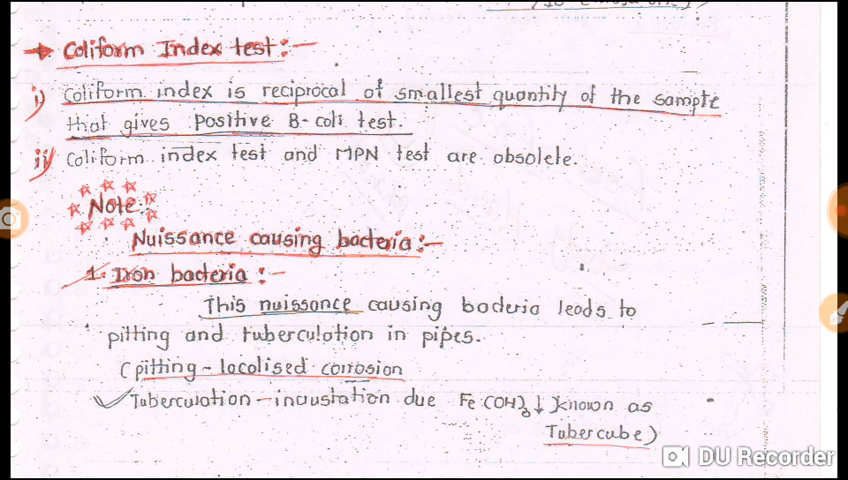 → Coliform Index test:-
i) Coliform index is reciprocal of smallest quantity of the sample
that gives positive B-coli test.
ii) Coliform index test and MPN test are obsolete.
Note:
Nuissance causing bacteria:-
1. Iron bacteria:-
This nuissance causing bacteria leads to
pitting and tuberculation in pipes.
(pitting - localised corrosion
Tuberculation - incrustation due Fe(OH)3 ↓ known as
Tubercube)
DU Recorder